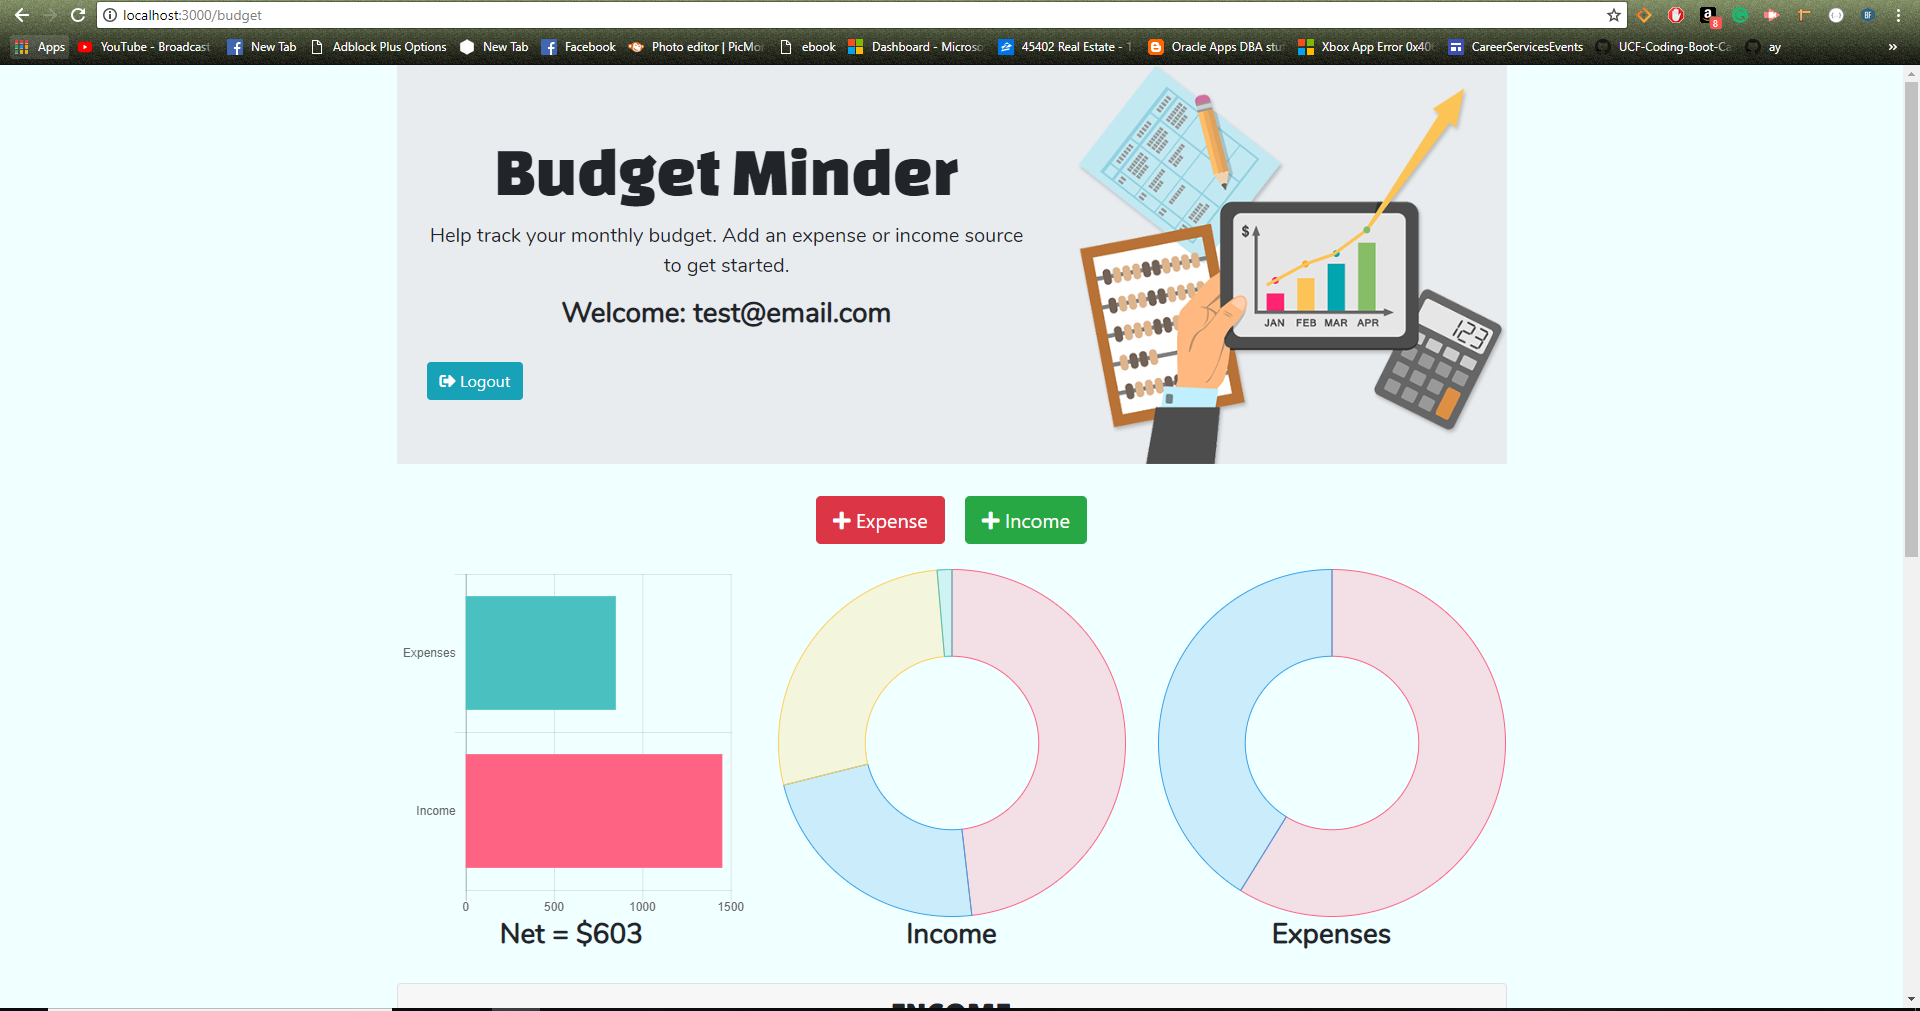 localhost:3000/budget
Apps YouTube - Broadcast New Tab Adblock Plus Options New Tab Facebook Photo editor | PicMo ebook Dashboard - Microso 45402 Real Estate - 1 Oracle Apps DBA stu Xbox App Error 0x40 CareerServicesEvents UCF-Coding-Boot-Ca ay »
8
BF
Budget Minder
Help track your monthly budget. Add an expense or income source
to get started.
Welcome: test@email.com
Logout
$
JAN FEB MAR APR
123
Expense Income
Expenses
Income
0 500 1000 1500
Net = $603 Income Expenses
INCOME